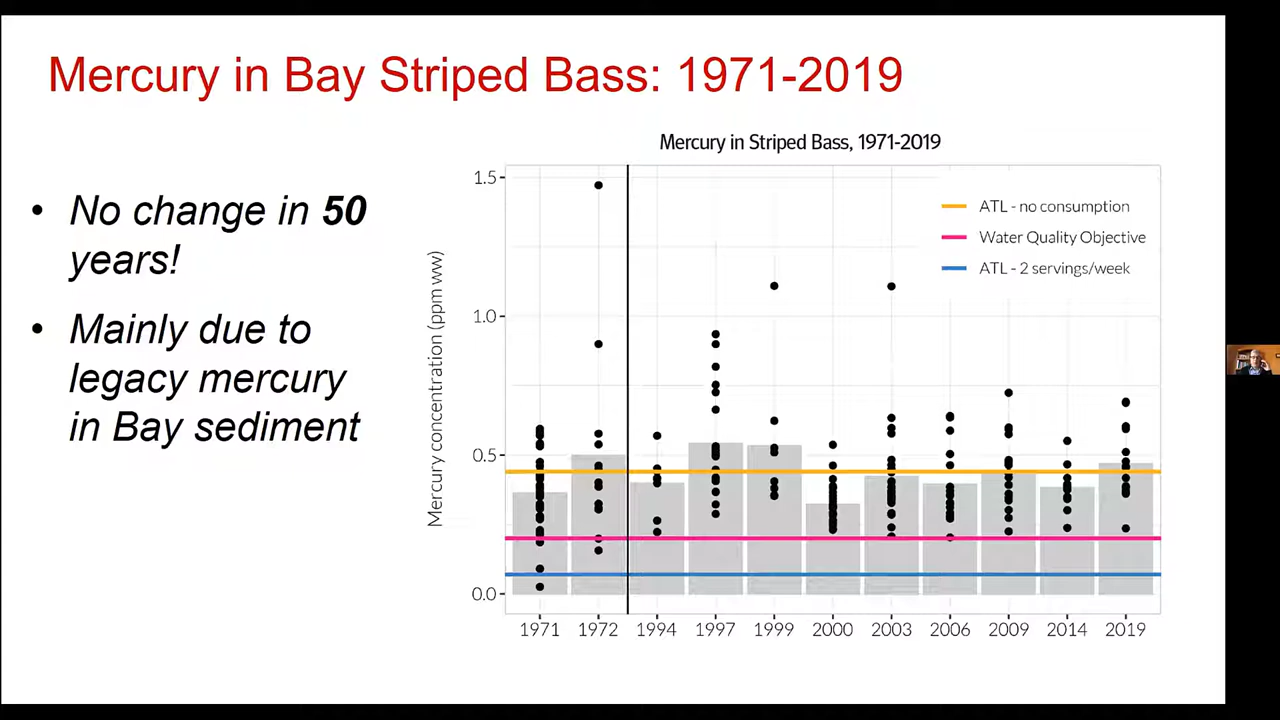 Mercury in Bay Striped Bass: 1971-2019
• No change in 50
years!
• Mainly due to
legacy mercury
in Bay sediment
Mercury in Striped Bass, 1971-2019
Mercury concentration (ppm ww)
1.5
1.0
0.5
0.0
ATL - no consumption
Water Quality Objective
ATL - 2 servings/week
1971 1972 1994 1997 1999 2000 2003 2006 2009 2014 2019